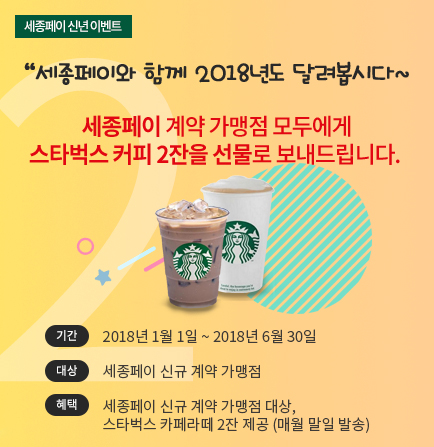 세종페이 신년 이벤트
“세종페이와 함께 2018년도 달려봅시다~
세종페이 계약 가맹점 모두에게
스타벅스 커피 2잔을 선물로 보내드립니다.
2
기간 2018년 1월 1일 ~ 2018년 6월 30일
대상 세종페이 신규 계약 가맹점
혜택 세종페이 신규 계약 가맹점 대상,
스타벅스 카페라떼 2잔 제공 (매월 말일 발송)